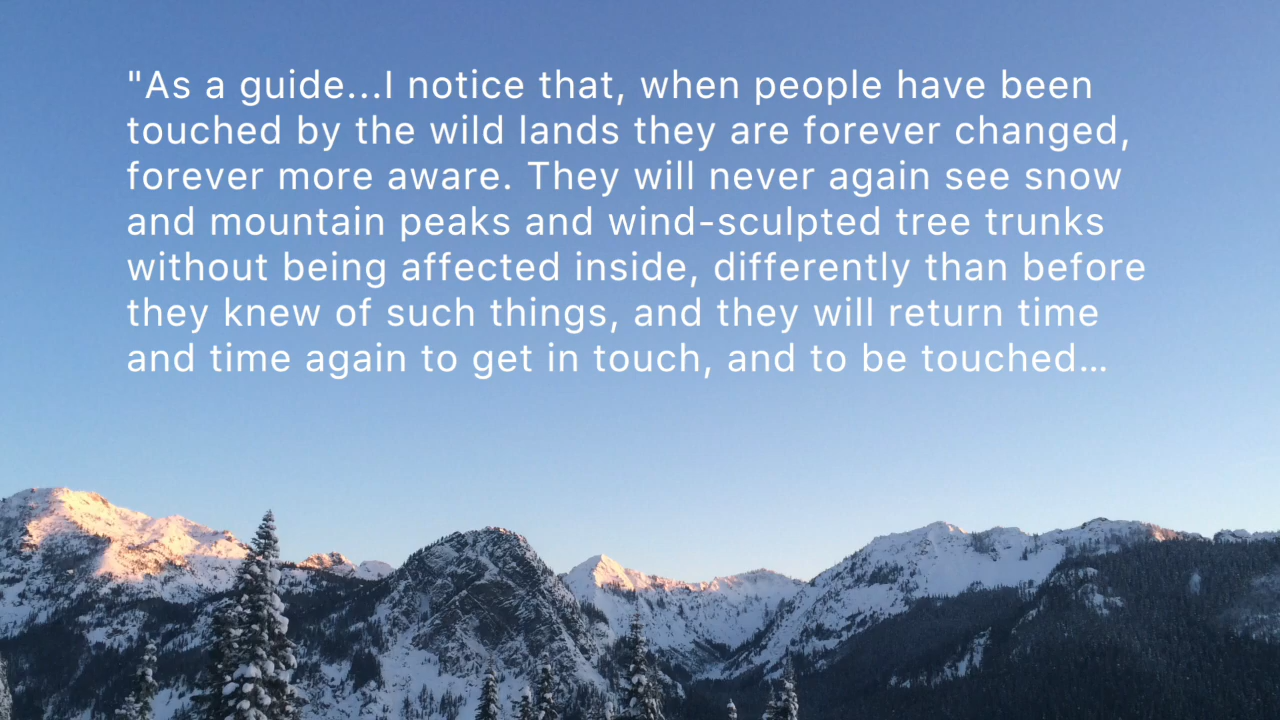 "As a guide...I notice that, when people have been
touched by the wild lands they are forever changed,
forever more aware. They will never again see snow
and mountain peaks and wind-sculpted tree trunks
without being affected inside, differently than before
they knew of such things, and they will return time
and time again to get in touch, and to be touched…